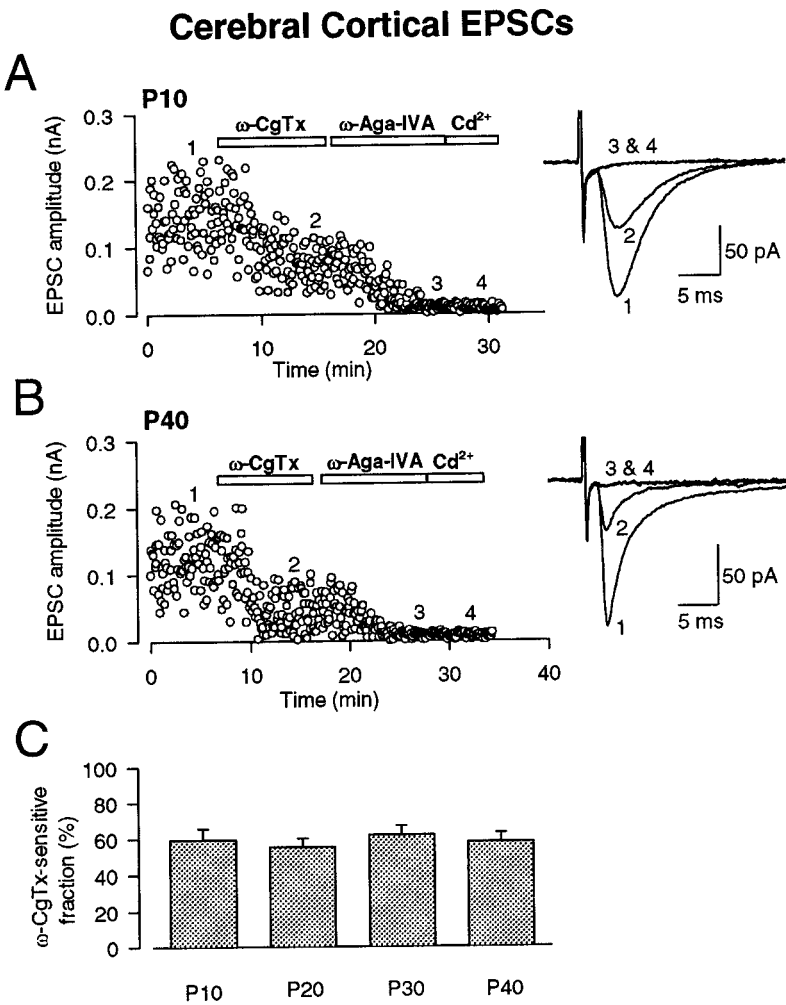 Cerebral Cortical EPSCs
A
P10
EPSC amplitude (nA)
0.3
0.2
0.1
0.0
ω-CgTx
ω-Aga-IVA
Cd²⁺
1
2
3
4
0
10
20
30
Time (min)
3 & 4
2
1
50 pA
5 ms
B
P40
EPSC amplitude (nA)
0.3
0.2
0.1
0.0
ω-CgTx
ω-Aga-IVA
Cd²⁺
1
2
3
4
0
10
20
30
40
Time (min)
3 & 4
2
1
50 pA
5 ms
C
ω-CgTx-sensitive
fraction (%)
100
80
60
40
20
0
P10
P20
P30
P40